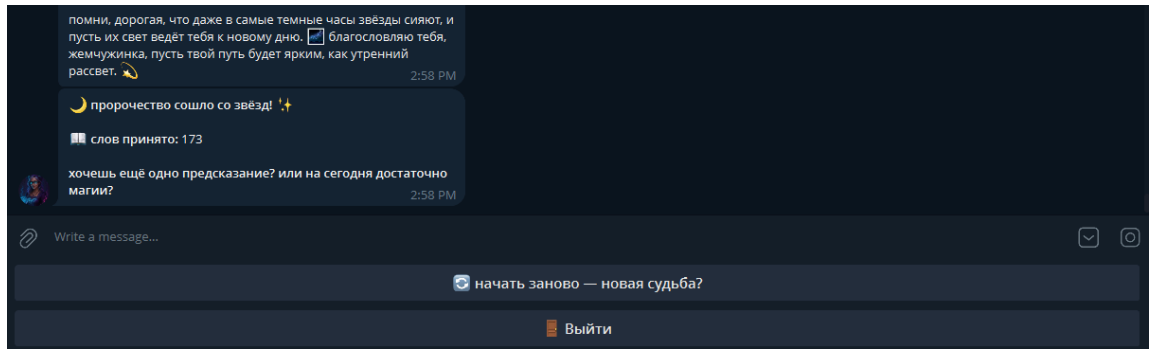 помни, дорогая, что даже в самые темные часы звёзды сияют, и
пусть их свет ведёт тебя к новому дню. 🌌 благословляю тебя,
жемчужинка, пусть твой путь будет ярким, как утренний
рассвет. 💫
2:58 PM
🌙 пророчество сошло со звёзд! ✨
📖 слов принято: 173
хочешь ещё одно предсказание? или на сегодня достаточно
магии?
2:58 PM
Write a message...
🔄 начать заново — новая судьба?
🚪 Выйти